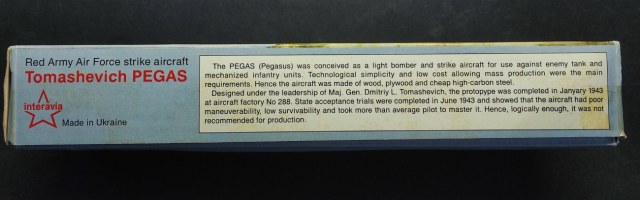 Red Army Air Force strike aircraft
Tomashevich PEGAS
interavia
Made in Ukraine
The PEGAS (Pegasus) was conceived as a light bomber and strike aircraft for use against enemy tank and
mechanized infantry units. Technological simplicity and low cost allowing mass production were the main
requirements. Hence the aircraft was made of wood, plywood and cheap high-carbon steel.
Designed under the leadership of Maj. Gen. Dmitriy L. Tomashevich, the protopype was completed in Janyary 1943
at aircraft factory No 288. State acceptance trials were completed in June 1943 and showed that the aircraft had poor
maneuverability, low survivability and took more than average pilot to master it. Hence, logically enough, it was not
recommended for production.